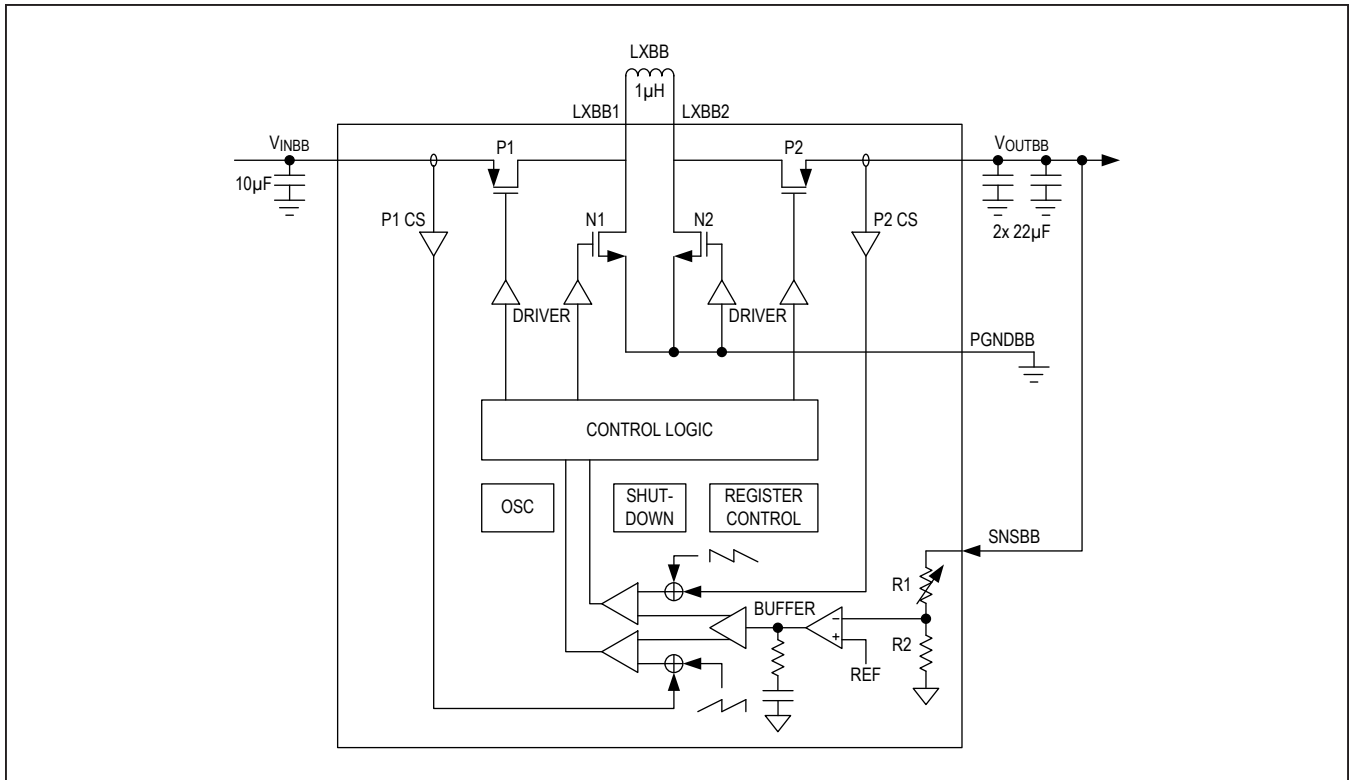 LXBB
1µH
LXBB1
LXBB2
VINBB
P1
P2
VOUTBB
10µF
P1 CS
N1
N2
P2 CS
2x 22µF
DRIVER
DRIVER
PGNDBB
CONTROL LOGIC
OSC
SHUT-
DOWN
REGISTER
CONTROL
SNSBB
R1
BUFFER
−
+
R2
REF